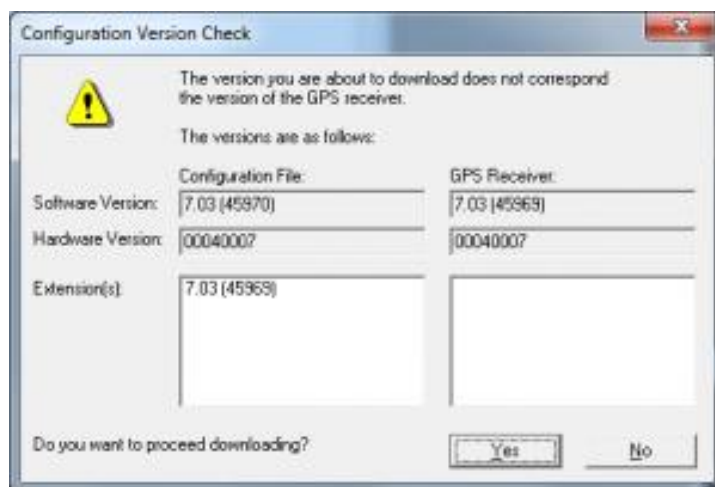 Configuration Version Check
The version you are about to download does not correspond
the version of the GPS receiver.
The versions are as follows:
Configuration File: GPS Receiver:
Software Version: 7.03 (45970) 7.03 (45969)
Hardware Version: 00040007 00040007
Extension(s): 7.03 (45969)
Do you want to proceed downloading? Yes No